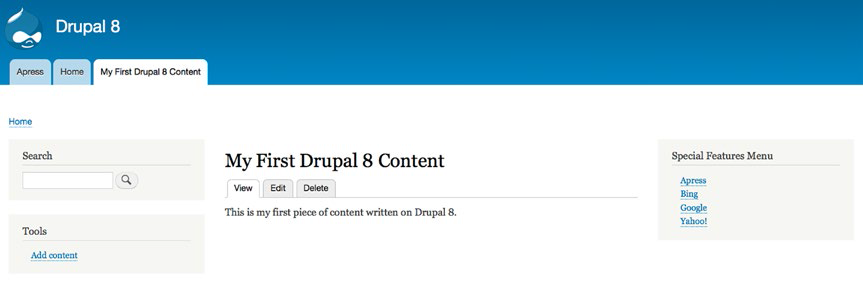 Drupal 8
Apress Home My First Drupal 8 Content
Home
Search
Tools
Add content
My First Drupal 8 Content
View Edit Delete
This is my first piece of content written on Drupal 8.
Special Features Menu
Apress
Bing
Google
Yahoo!